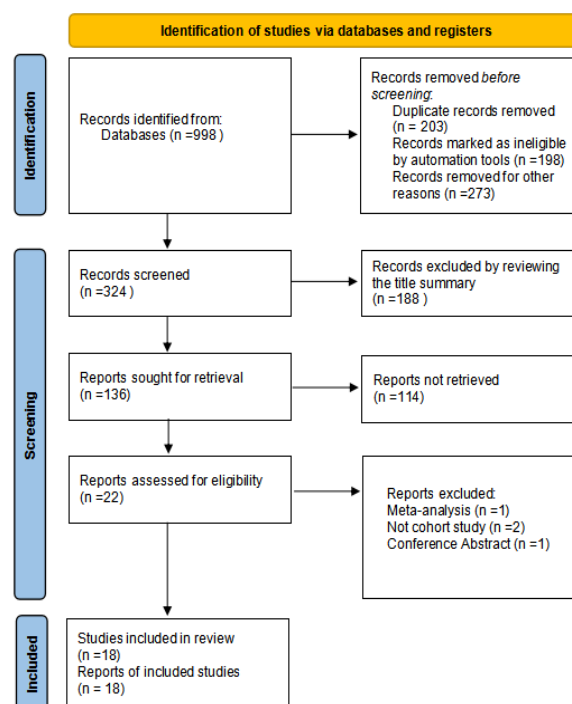 Identification of studies via databases and registers
Identification
Records identified from:
Databases (n =998 )
Records removed before
screening:
Duplicate records removed
(n = 203)
Records marked as ineligible
by automation tools (n =198)
Records removed for other
reasons (n =273)
Screening
Records screened
(n =324 )
Records excluded by reviewing
the title summary
(n =188 )
Reports sought for retrieval
(n =136)
Reports not retrieved
(n =114)
Reports assessed for eligibility
(n =22)
Reports excluded:
Meta-analysis (n =1)
Not cohort study (n =2)
Conference Abstract (n =1)
Included
Studies included in review
(n =18)
Reports of included studies
(n = 18)